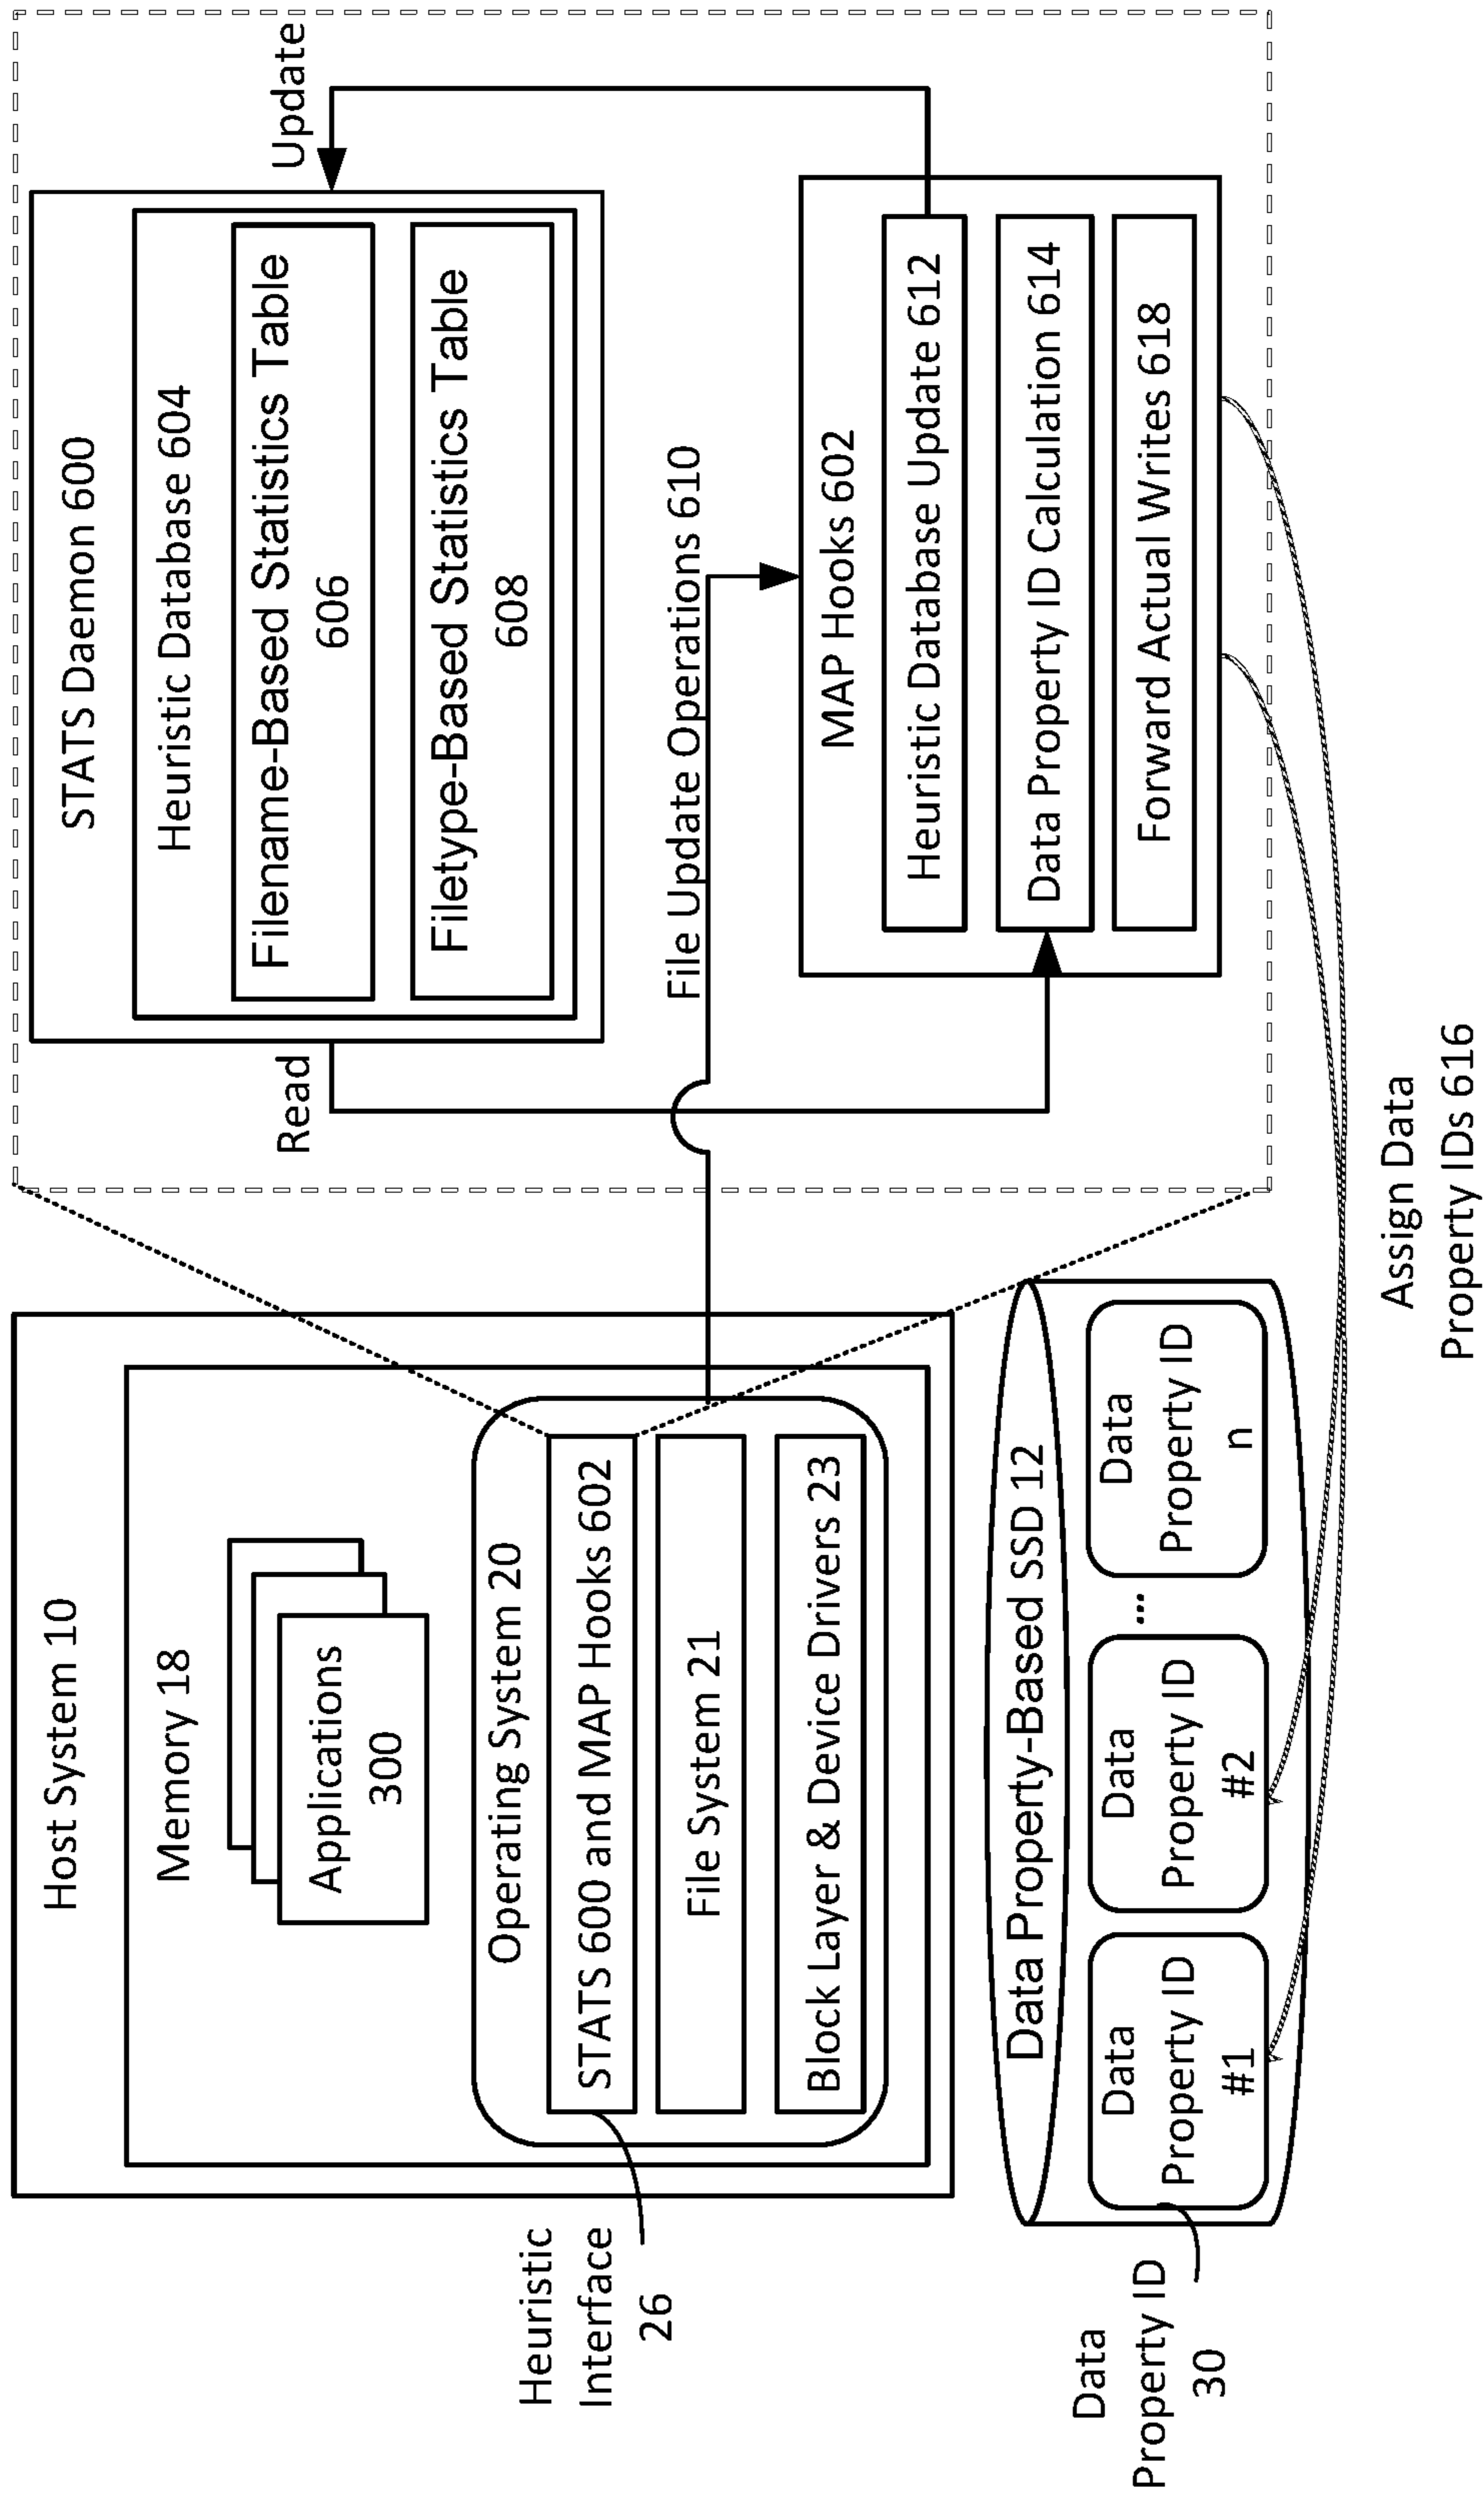 Host System 10
Memory 18
Applications
300
Operating System 20
STATS 600 and MAP Hooks 602
File System 21
Block Layer & Device Drivers 23
Heuristic
Interface
26
Data Property-Based SSD 12
Data
Property ID
#1
Data
Property ID
#2
...
Data
Property ID
n
Data
Property ID
30
STATS Daemon 600
Heuristic Database 604
Filename-Based Statistics Table
606
Filetype-Based Statistics Table
608
Read
Update
File Update Operations 610
MAP Hooks 602
Heuristic Database Update 612
Data Property ID Calculation 614
Forward Actual Writes 618
Assign Data
Property IDs 616